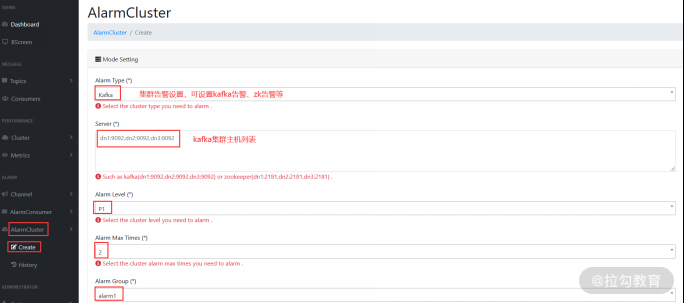 VIEWS
Dashboard
BScreen
MESSAGE
Topics
Consumers
PERFORMANCE
Cluster
Metrics
ALARM
Channel
AlarmConsumer
AlarmCluster
Create
History
ADMINISTRATOR
AlarmCluster
AlarmCluster / Create
Mode Setting
Alarm Type (*)
Kafka
集群告警设置、可设置kafka告警、zk告警等
Select the cluster type you need to alarm .
Server (*)
dn1:9092,dn2:9092,dn3:9092
kafka集群主机列表
Such as kafka(dn1:9092,dn2:9092,dn3:9092) or zookeeper(dn1:2181,dn2:2181,dn3:2181) .
Alarm Level (*)
P1
Select the cluster level you need to alarm .
Alarm Max Times (*)
2
Select the cluster alarm max times you need to alarm .
Alarm Group (*)
alarm1
@拉勾教育